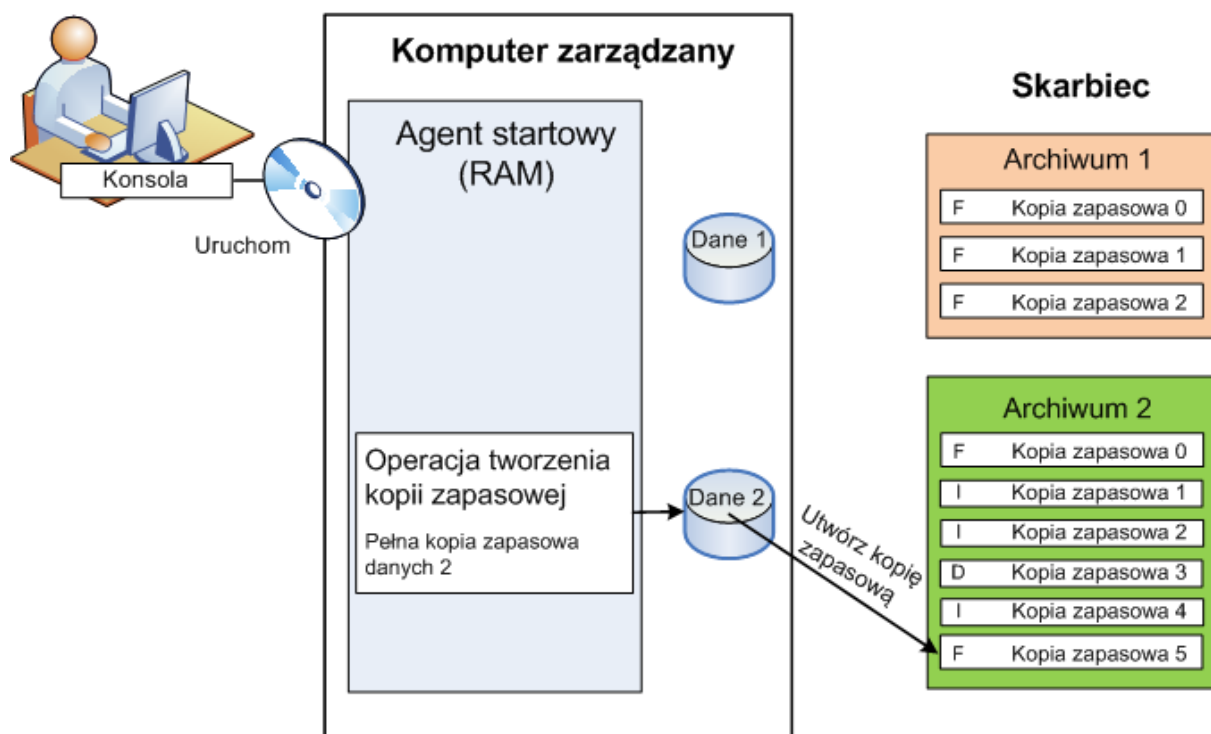 Komputer zarządzany
Konsola
Uruchom
Agent startowy
(RAM)
Operacja tworzenia
kopii zapasowej
Pełna kopia zapasowa
danych 2
Dane 1
Dane 2
Utwórz kopię
zapasową
Skarbiec
Archiwum 1
F Kopia zapasowa 0
F Kopia zapasowa 1
F Kopia zapasowa 2
Archiwum 2
F Kopia zapasowa 0
I Kopia zapasowa 1
I Kopia zapasowa 2
D Kopia zapasowa 3
I Kopia zapasowa 4
F Kopia zapasowa 5